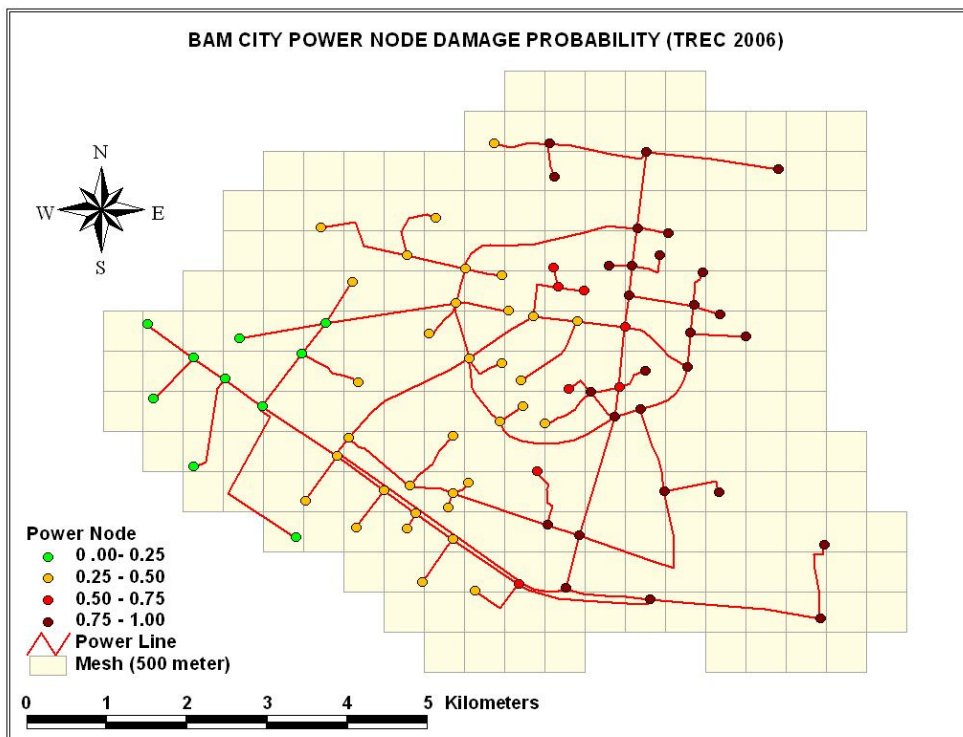 BAM CITY POWER NODE DAMAGE PROBABILITY (TREC 2006)
N
W E
S
Power Node
0 .00- 0.25
0.25 - 0.50
0.50 - 0.75
0.75 - 1.00
Power Line
Mesh (500 meter)
0 1 2 3 4 5 Kilometers